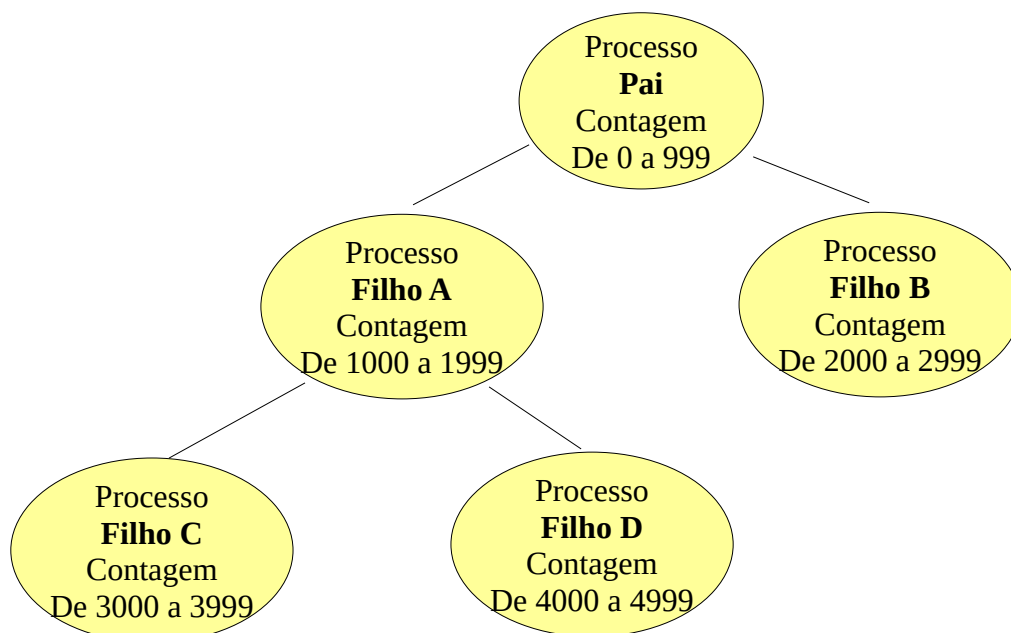 Processo
Pai
Contagem
De 0 a 999
Processo
Filho A
Contagem
De 1000 a 1999
Processo
Filho B
Contagem
De 2000 a 2999
Processo
Filho C
Contagem
De 3000 a 3999
Processo
Filho D
Contagem
De 4000 a 4999